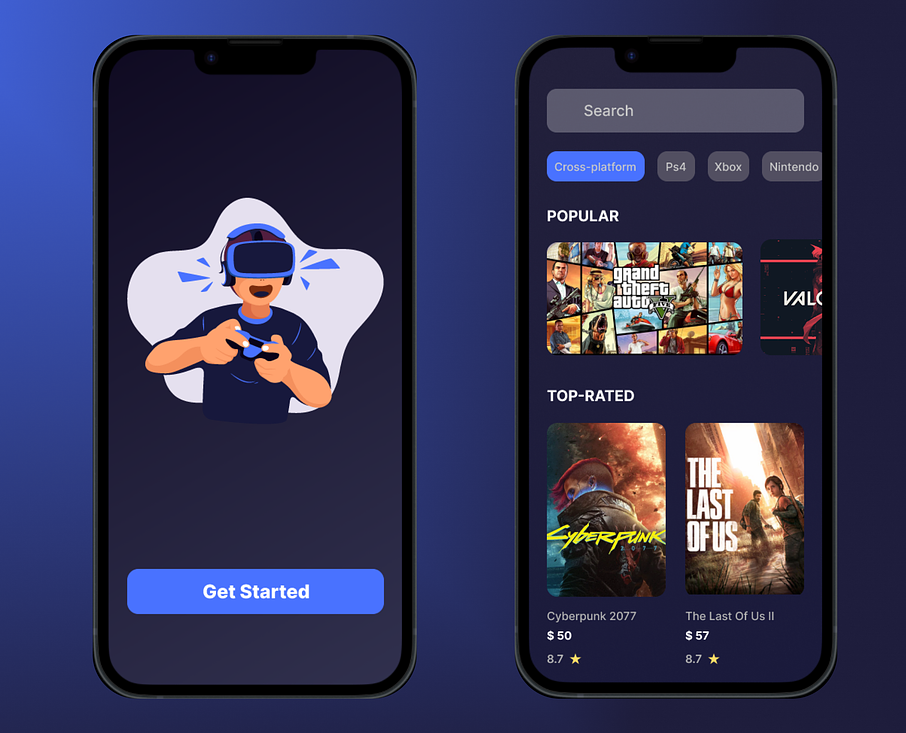 Get Started
Search
Cross-platform
Ps4
Xbox
Nintendo
POPULAR
grand
theft
auto
V
FIVE
VALO
TOP-RATED
Cyberpunk
2077
THE
LAST
OF US
Cyberpunk 2077
The Last Of Us II
$ 50
$ 57
8.7 ★
8.7 ★